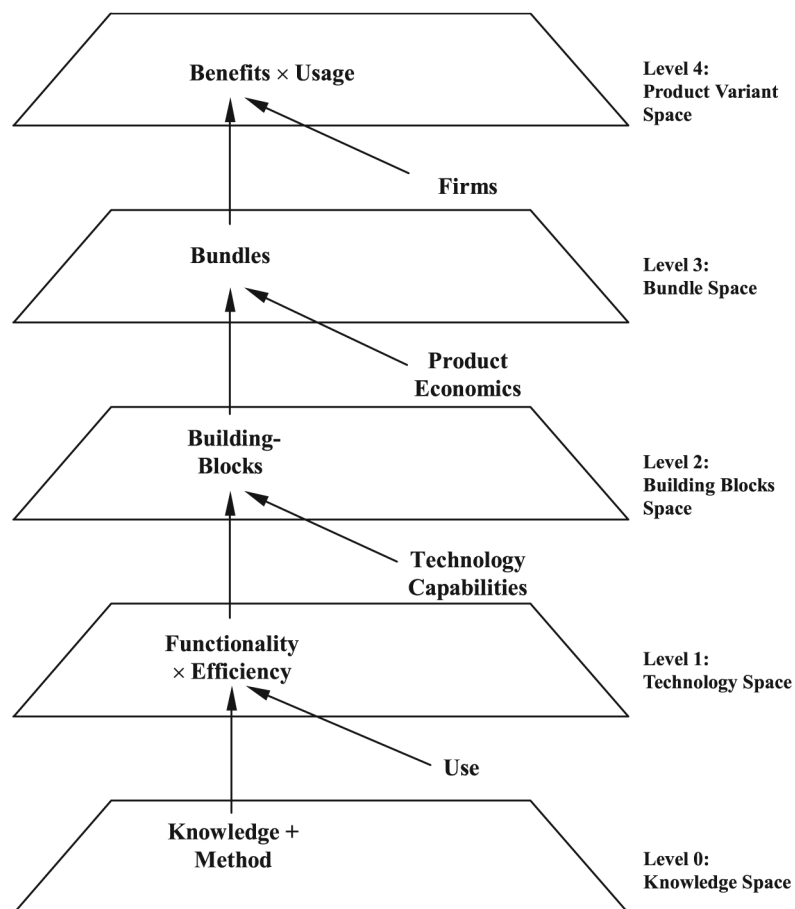 Benefits × Usage
Level 4:
Product Variant
Space
Firms
Bundles
Level 3:
Bundle Space
Product
Economics
Building-
Blocks
Level 2:
Building Blocks
Space
Technology
Capabilities
Functionality
× Efficiency
Level 1:
Technology Space
Use
Knowledge +
Method
Level 0:
Knowledge Space